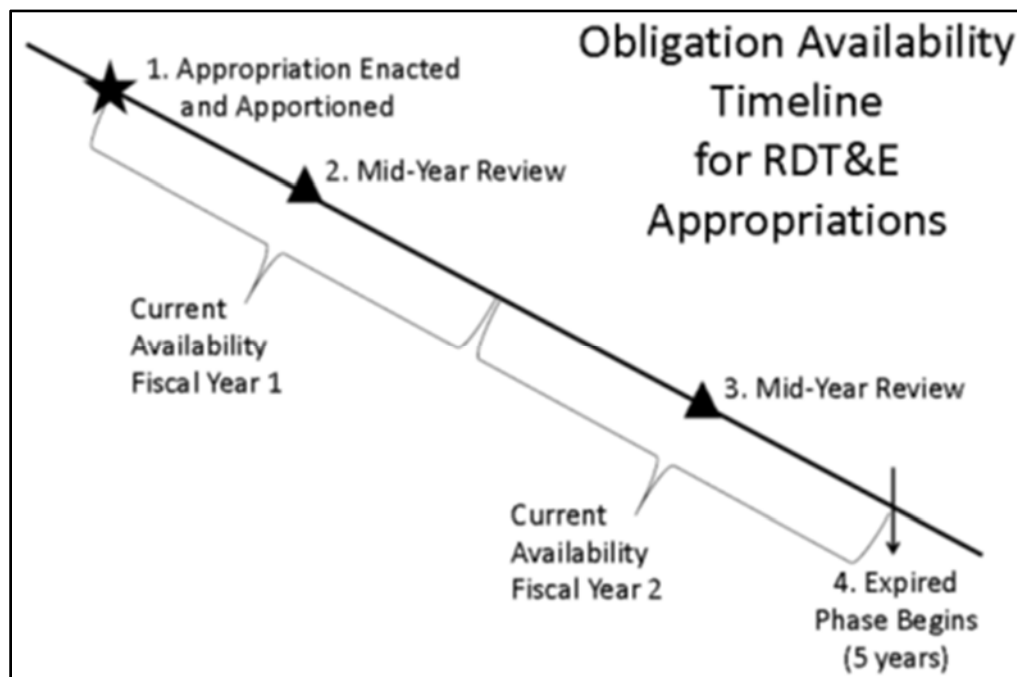 Obligation Availability
Timeline
for RDT&E
Appropriations
1. Appropriation Enacted
and Apportioned
2. Mid-Year Review
Current
Availability
Fiscal Year 1
3. Mid-Year Review
Current
Availability
Fiscal Year 2
4. Expired
Phase Begins
(5 years)